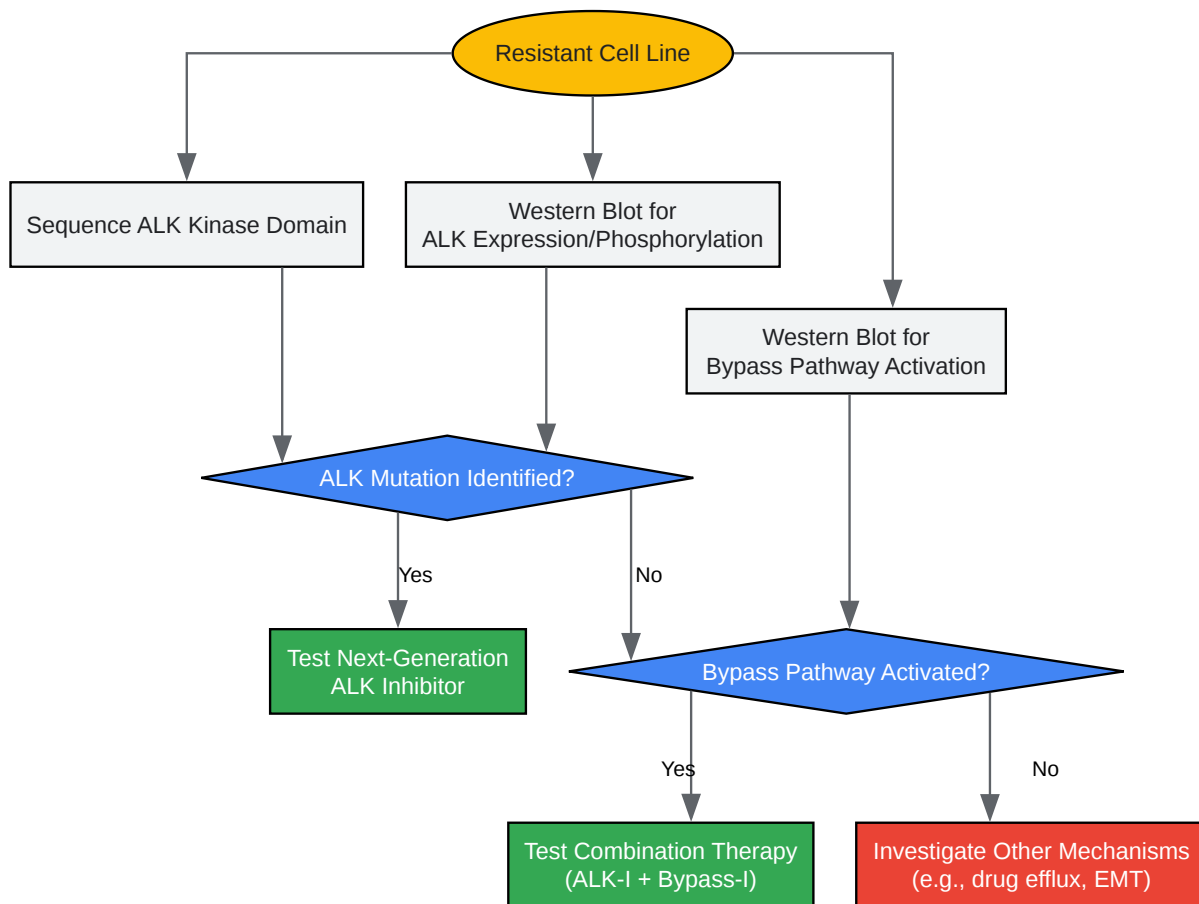 Resistant Cell Line
Sequence ALK Kinase Domain
Western Blot for
ALK Expression/Phosphorylation
Western Blot for
Bypass Pathway Activation
ALK Mutation Identified?
Yes
No
Test Next-Generation
ALK Inhibitor
Bypass Pathway Activated?
Yes
No
Test Combination Therapy
(ALK-I + Bypass-I)
Investigate Other Mechanisms
(e.g., drug efflux, EMT)